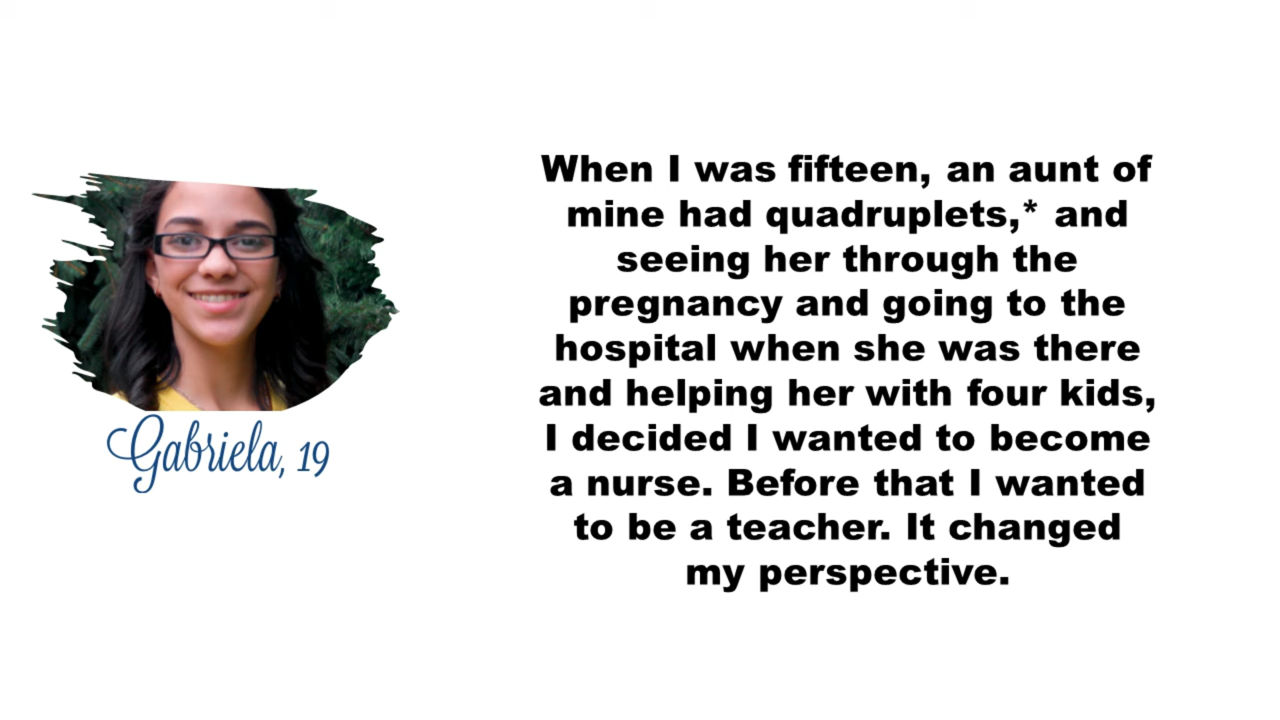 Gabriela, 19
When I was fifteen, an aunt of
mine had quadruplets,* and
seeing her through the
pregnancy and going to the
hospital when she was there
and helping her with four kids,
I decided I wanted to become
a nurse. Before that I wanted
to be a teacher. It changed
my perspective.